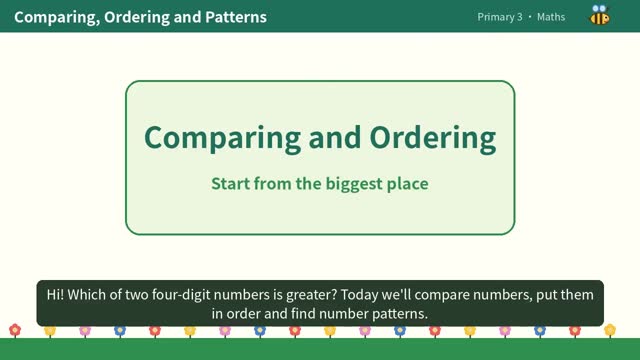 Comparing, Ordering and Patterns
Primary 3 • Maths
Comparing and Ordering
Start from the biggest place
Hi! Which of two four-digit numbers is greater? Today we'll compare numbers, put them
in order and find number patterns.